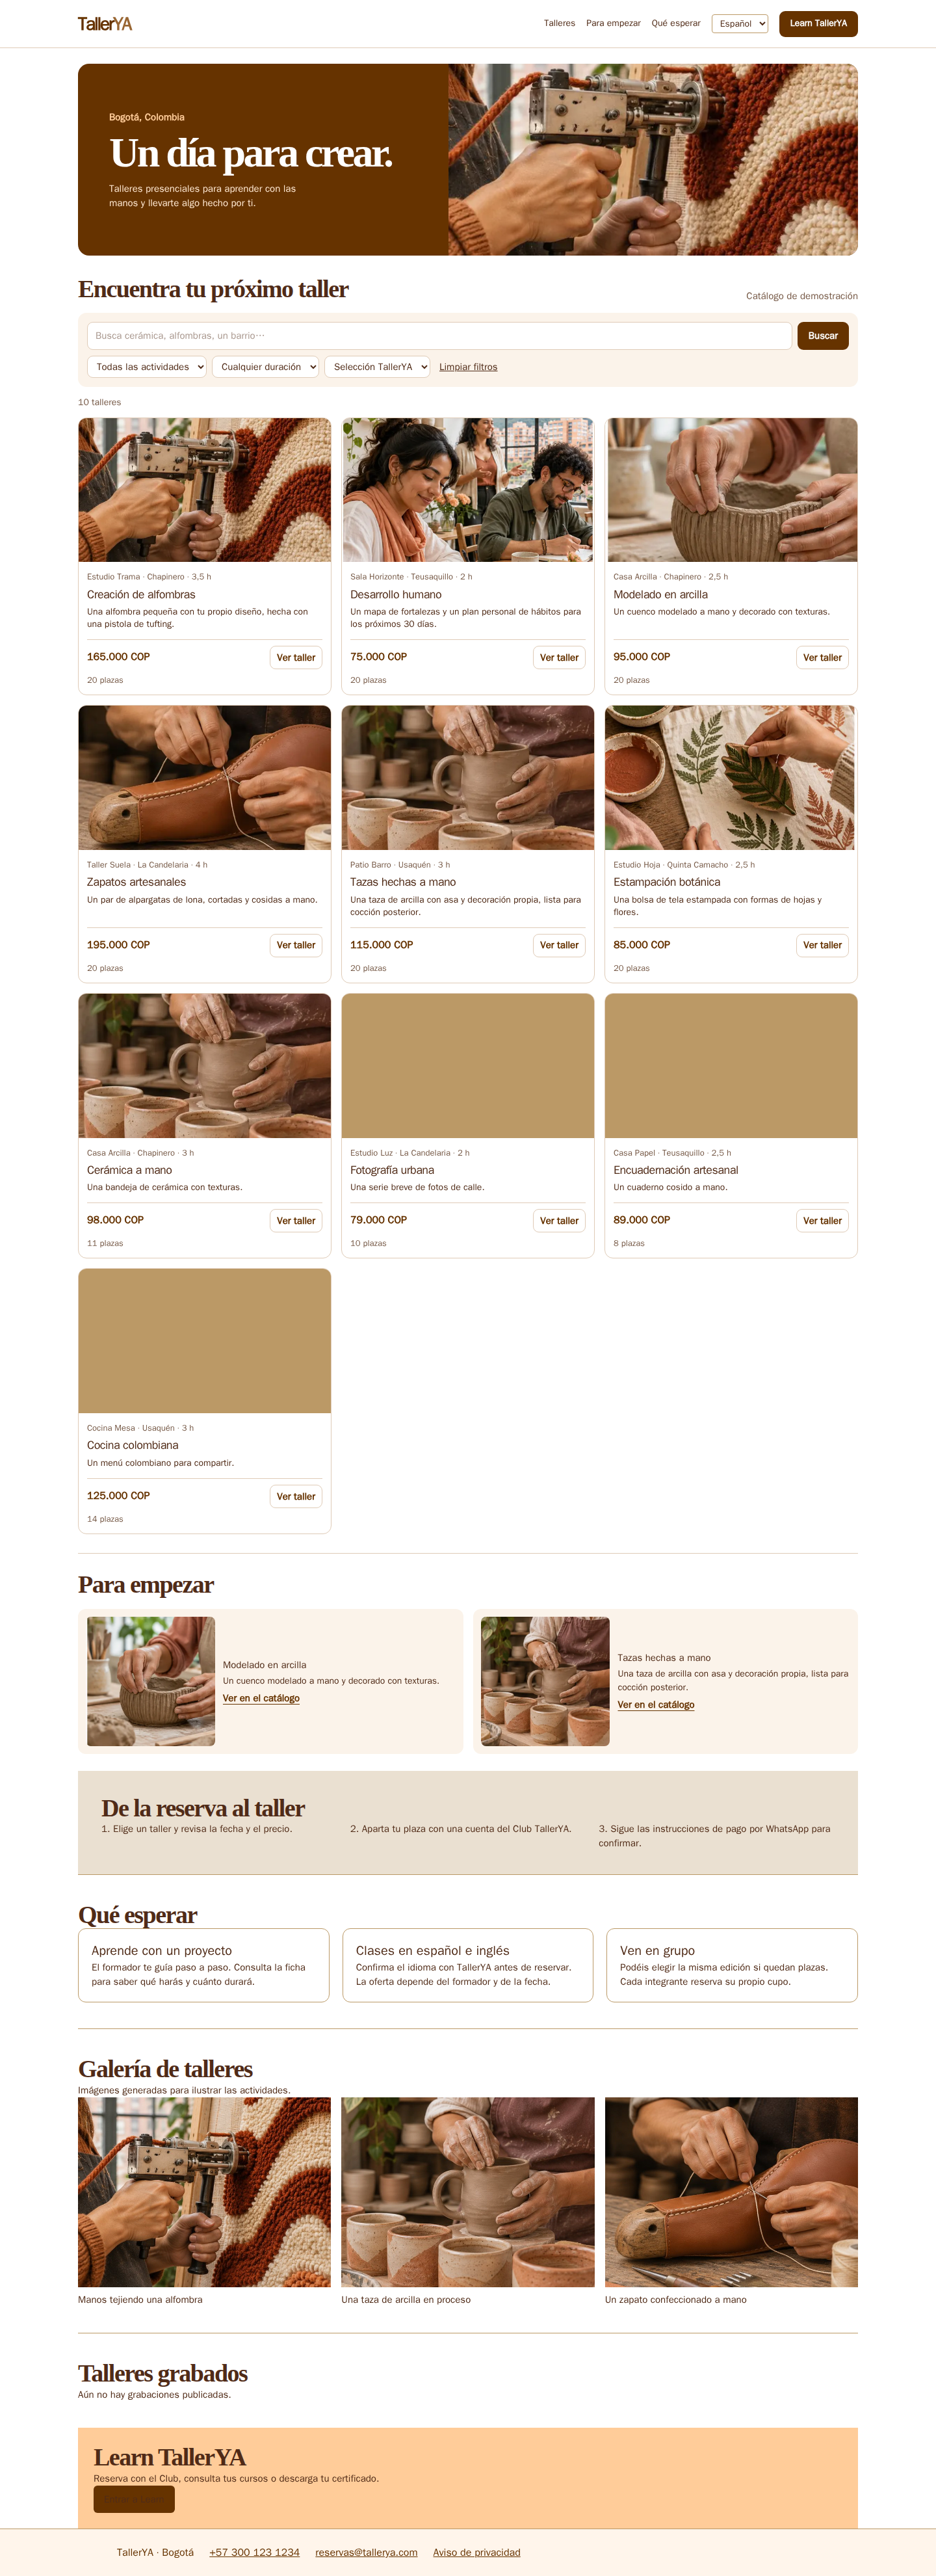 TallerYA
Talleres Para empezar Qué esperar Español Learn TallerYA
Bogotá, Colombia
Un día para crear.
Talleres presenciales para aprender con las
manos y llevarte algo hecho por ti.
Encuentra tu próximo taller
Catálogo de demostración
Busca cerámica, alfombras, un barrio…
Buscar
Todas las actividades Cualquier duración Selección TallerYA Limpiar filtros
10 talleres
Estudio Trama · Chapinero · 3,5 h
Creación de alfombras
Una alfombra pequeña con tu propio diseño, hecha con
una pistola de tufting.
165.000 COP Ver taller
20 plazas
Sala Horizonte · Teusaquillo · 2 h
Desarrollo humano
Un mapa de fortalezas y un plan personal de hábitos para
los próximos 30 días.
75.000 COP Ver taller
20 plazas
Casa Arcilla · Chapinero · 2,5 h
Modelado en arcilla
Un cuenco modelado a mano y decorado con texturas.
95.000 COP Ver taller
20 plazas
Taller Suela · La Candelaria · 4 h
Zapatos artesanales
Un par de alpargatas de lona, cortadas y cosidas a mano.
195.000 COP Ver taller
20 plazas
Patio Barro · Usaquén · 3 h
Tazas hechas a mano
Una taza de arcilla con asa y decoración propia, lista para
cocción posterior.
115.000 COP Ver taller
20 plazas
Estudio Hoja · Quinta Camacho · 2,5 h
Estampación botánica
Una bolsa de tela estampada con formas de hojas y
flores.
85.000 COP Ver taller
20 plazas
Casa Arcilla · Chapinero · 3 h
Cerámica a mano
Una bandeja de cerámica con texturas.
98.000 COP Ver taller
11 plazas
Estudio Luz · La Candelaria · 2 h
Fotografía urbana
Una serie breve de fotos de calle.
79.000 COP Ver taller
10 plazas
Casa Papel · Teusaquillo · 2,5 h
Encuadernación artesanal
Un cuaderno cosido a mano.
89.000 COP Ver taller
8 plazas
Cocina Mesa · Usaquén · 3 h
Cocina colombiana
Un menú colombiano para compartir.
125.000 COP Ver taller
14 plazas
Para empezar
Modelado en arcilla
Un cuenco modelado a mano y decorado con texturas.
Ver en el catálogo
Tazas hechas a mano
Una taza de arcilla con asa y decoración propia, lista para
cocción posterior.
Ver en el catálogo
De la reserva al taller
1. Elige un taller y revisa la fecha y el precio.
2. Aparta tu plaza con una cuenta del Club TallerYA.
3. Sigue las instrucciones de pago por WhatsApp para
confirmar.
Qué esperar
Aprende con un proyecto
El formador te guía paso a paso. Consulta la ficha
para saber qué harás y cuánto durará.
Clases en español e inglés
Confirma el idioma con TallerYA antes de reservar.
La oferta depende del formador y de la fecha.
Ven en grupo
Podéis elegir la misma edición si quedan plazas.
Cada integrante reserva su propio cupo.
Galería de talleres
Imágenes generadas para ilustrar las actividades.
Manos tejiendo una alfombra
Una taza de arcilla en proceso
Un zapato confeccionado a mano
Talleres grabados
Aún no hay grabaciones publicadas.
Learn TallerYA
Reserva con el Club, consulta tus cursos o descarga tu certificado.
TallerYA · Bogotá +57 300 123 1234 reservas@tallerya.com Aviso de privacidad